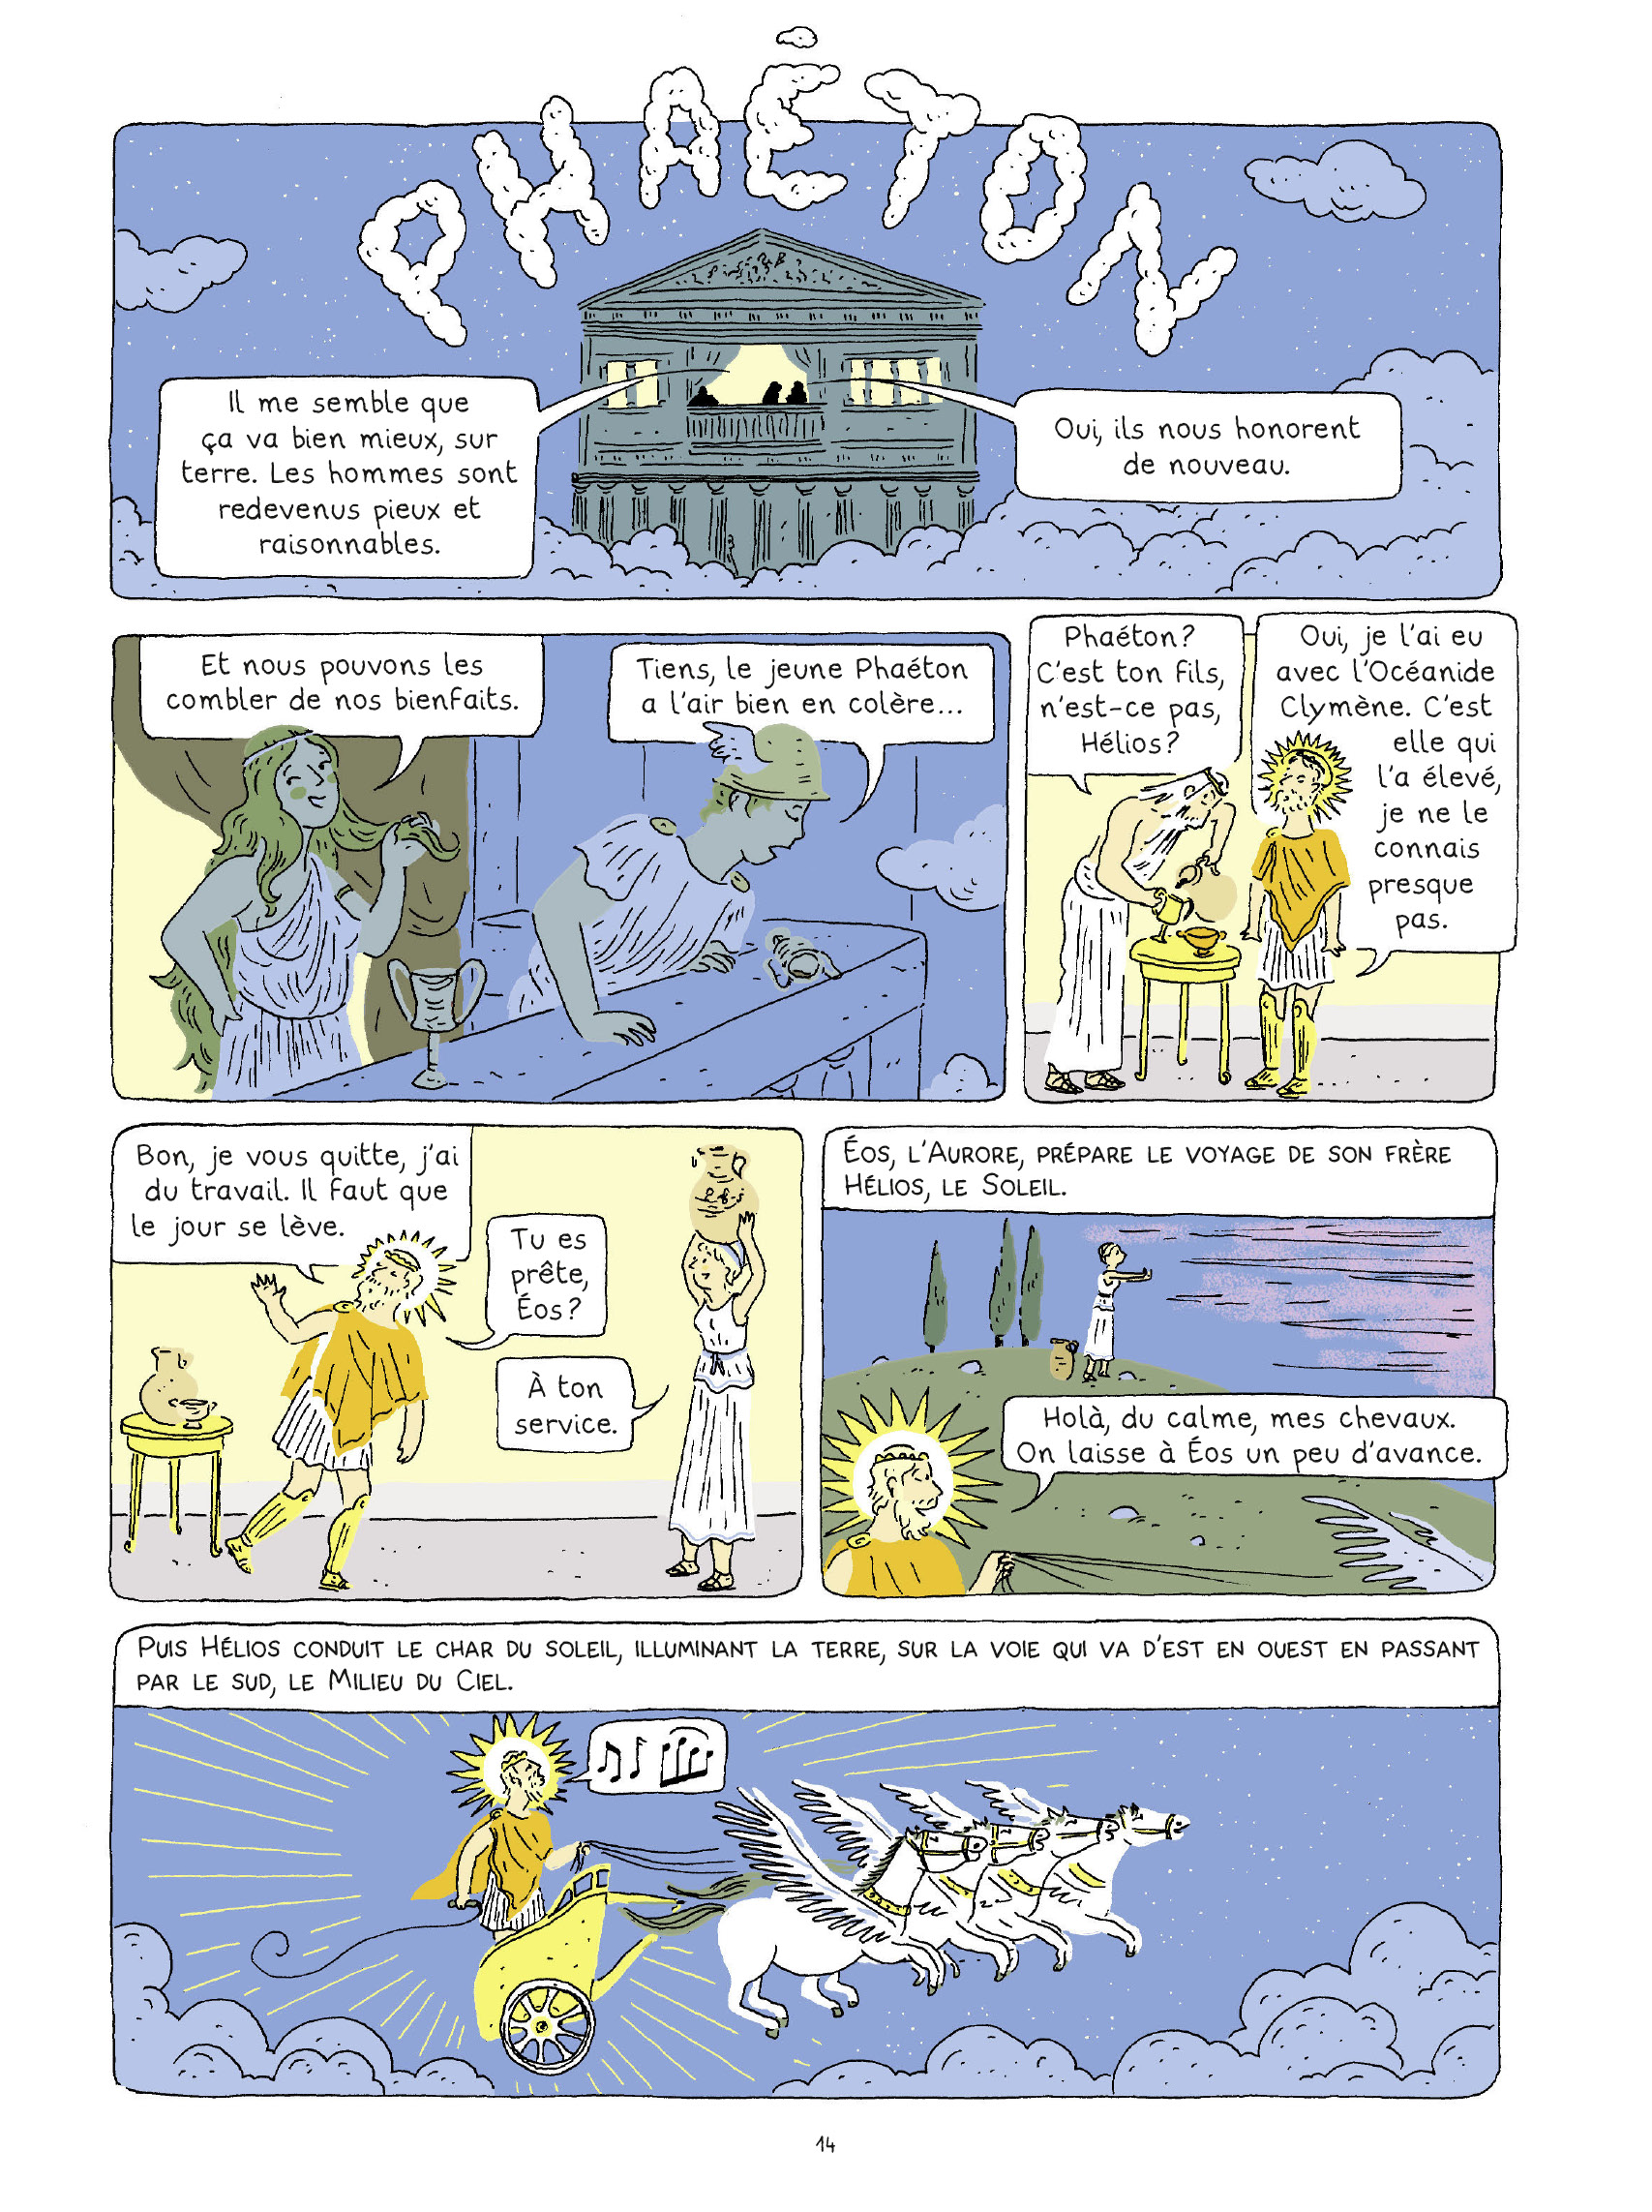 PHAÉTON
Il me semble que
ça va bien mieux, sur
terre. Les hommes sont
redevenus pieux et
raisonnables.
Oui, ils nous honorent
de nouveau.
Et nous pouvons les
combler de nos bienfaits.
Tiens, le jeune Phaéton
a l'air bien en colère...
Phaéton?
C'est ton fils,
n'est-ce pas,
Hélios?
Oui, je l'ai eu
avec l'Océanide
Clymène. C'est
elle qui
l'a élevé,
je ne le
connais
presque
pas.
Bon, je vous quitte, j'ai
du travail. Il faut que
le jour se lève.
Tu es
prête,
Éos?
À ton
service.
ÉOS, L'AURORE, PRÉPARE LE VOYAGE DE SON FRÈRE
HÉLIOS, LE SOLEIL.
Holà, du calme, mes chevaux.
On laisse à Éos un peu d'avance.
PUIS HÉLIOS CONDUIT LE CHAR DU SOLEIL, ILLUMINANT LA TERRE, SUR LA VOIE QUI VA D'EST EN OUEST EN PASSANT
PAR LE SUD, LE MILIEU DU CIEL.
14